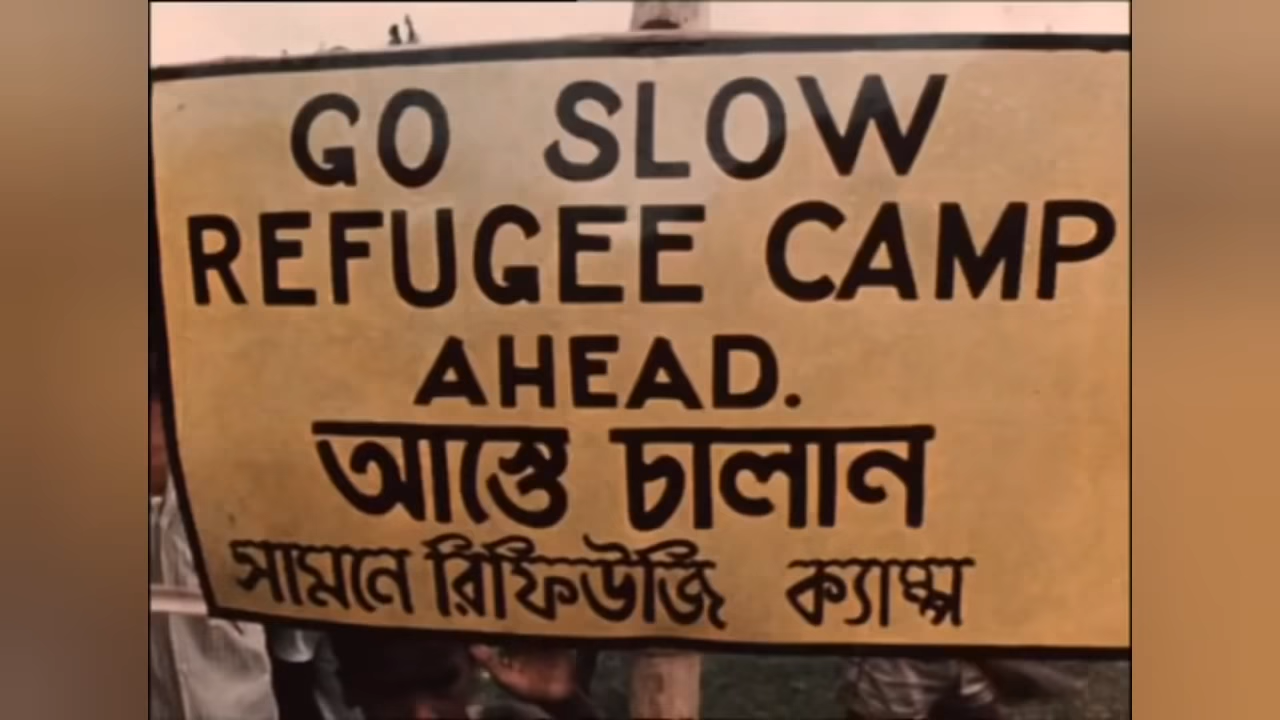 GO SLOW
REFUGEE CAMP
AHEAD.
আস্তে চালান
সামনে রিফিউজি ক্যাম্প